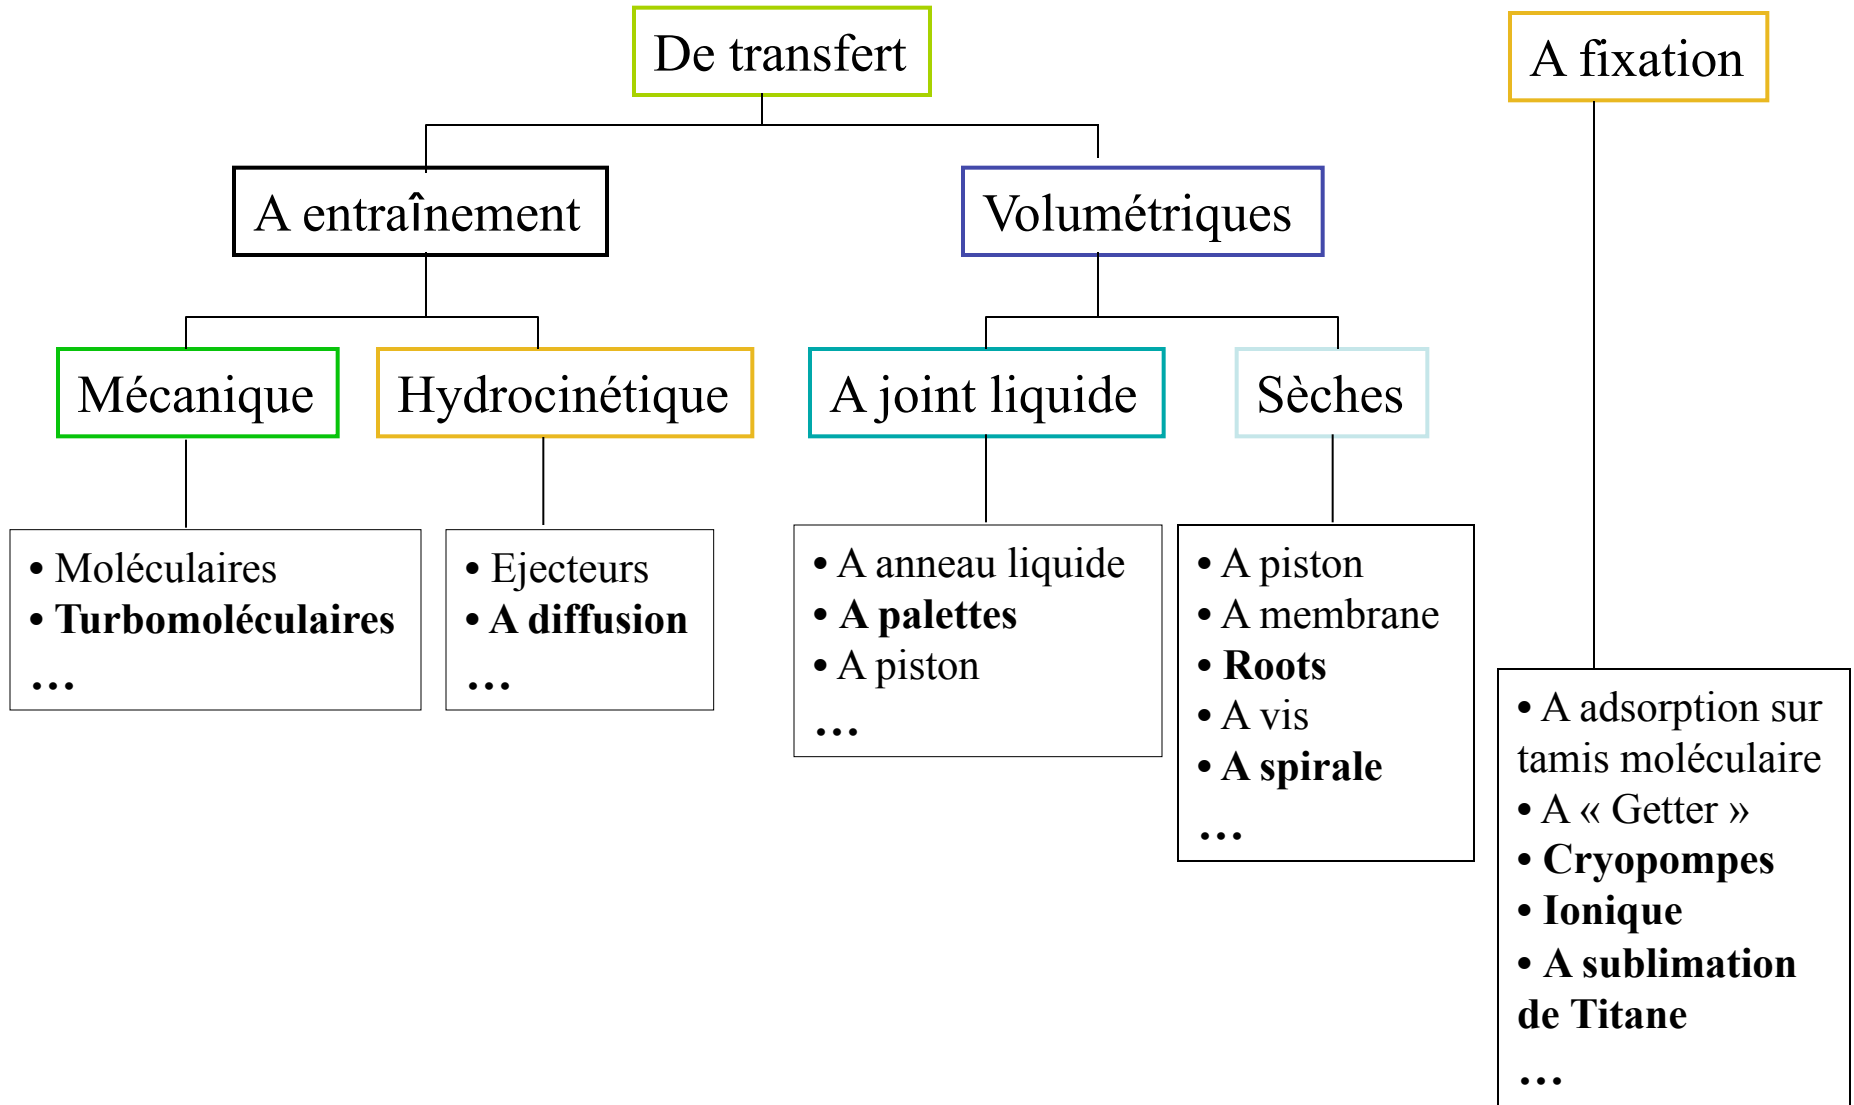 De transfert
A fixation
A entraînement
Volumétriques
Mécanique
Hydrocinétique
A joint liquide
Sèches
• Moléculaires
• Turbomoléculaires
…
• Ejecteurs
• A diffusion
…
• A anneau liquide
• A palettes
• A piston
…
• A piston
• A membrane
• Roots
• A vis
• A spirale
…
• A adsorption sur
tamis moléculaire
• A « Getter »
• Cryopompes
• Ionique
• A sublimation
de Titane
…